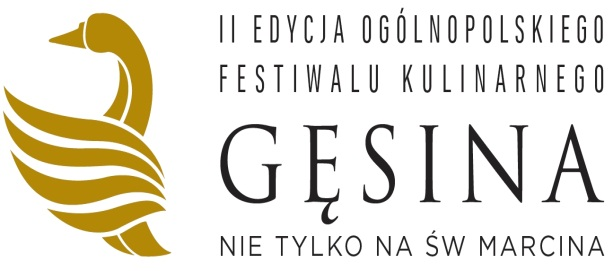 II EDYCJA OGÓLNOPOLSKIEGO
FESTIWALU KULINARNEGO
GĘSINA
NIE TYLKO NA ŚW MARCINA